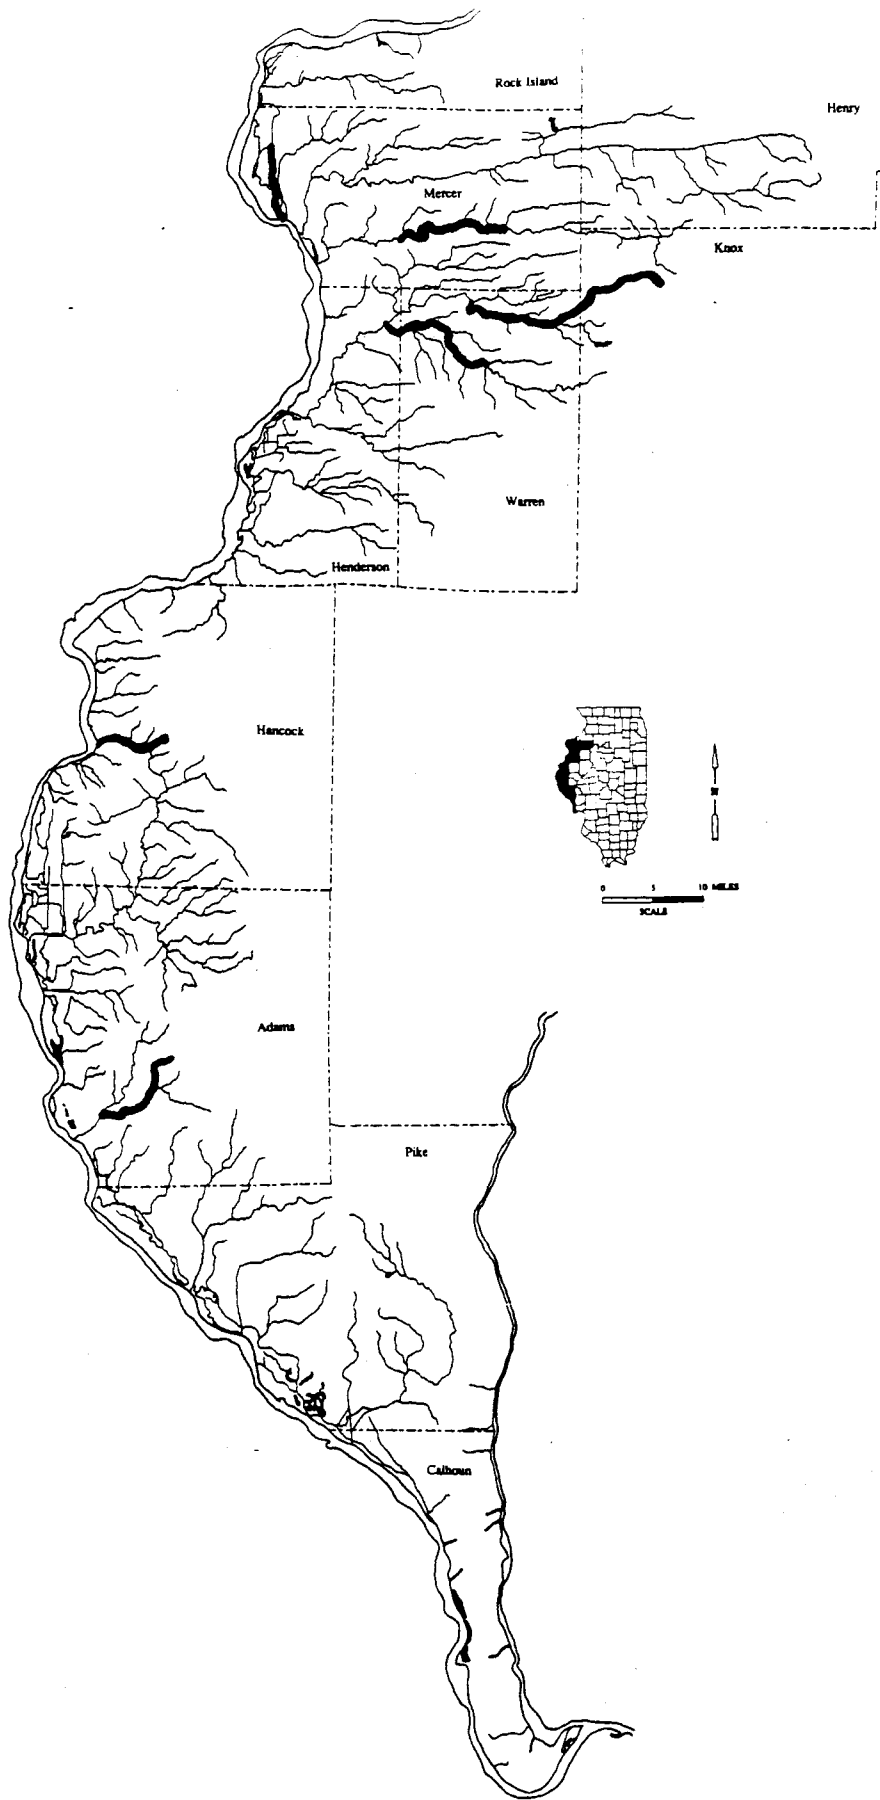 Rock Island
Henry
Mercer
Knox
Warren
Henderson
Hancock
N
0 5 10 MILES
SCALE
Adams
Pike
Calhoun